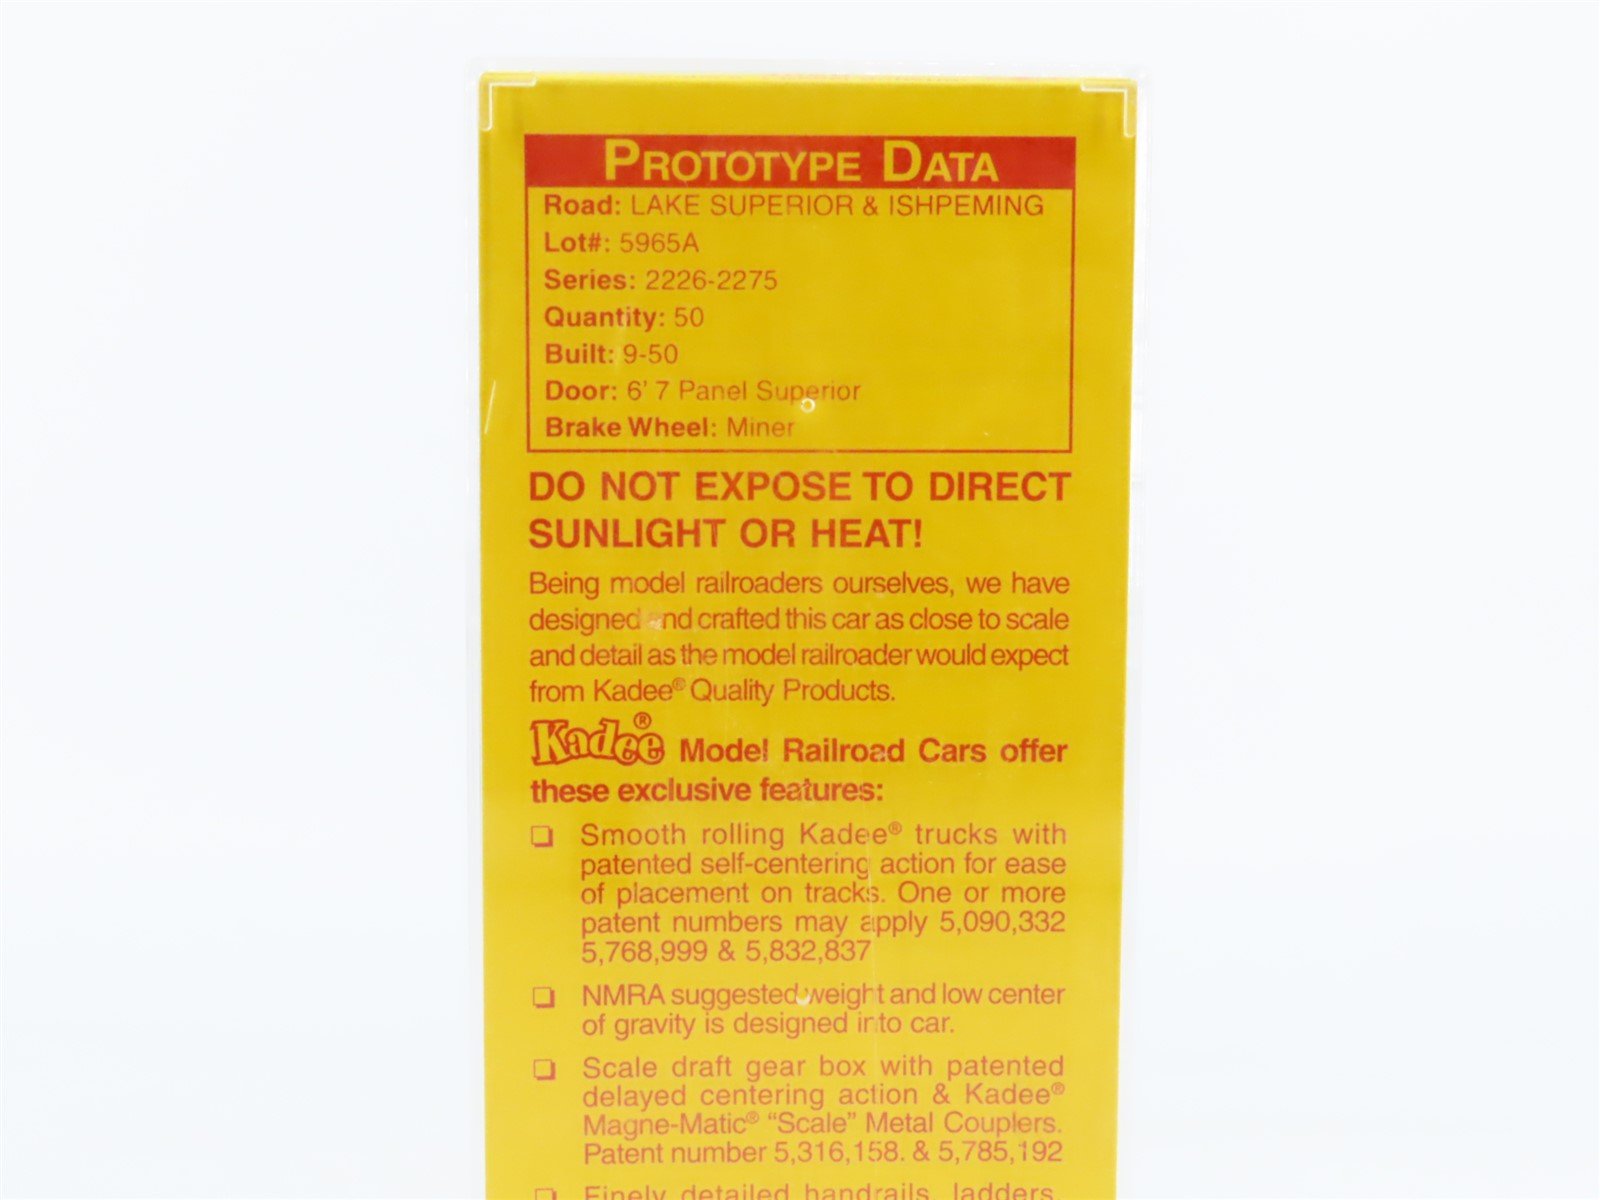 PROTOTYPE DATA
Road: LAKE SUPERIOR & ISHPEMING
Lot#: 5965A
Series: 2226-2275
Quantity: 50
Built: 9-50
Door: 6' 7 Panel Superior
Brake Wheel: Miner
DO NOT EXPOSE TO DIRECT
SUNLIGHT OR HEAT!
Being model railroaders ourselves, we have
designed and crafted this car as close to scale
and detail as the model railroader would expect
from Kadee® Quality Products.
Kadee® Model Railroad Cars offer
these exclusive features:
❏ Smooth rolling Kadee® trucks with
patented self-centering action for ease
of placement on tracks. One or more
patent numbers may apply 5,090,332
5,768,999 & 5,832,837
❏ NMRA suggested weight and low center
of gravity is designed into car.
❏ Scale draft gear box with patented
delayed centering action & Kadee®
Magne-Matic® “Scale” Metal Couplers.
Patent number 5,316,158. & 5,785,192
❏ Finely detailed handrails, ladders,